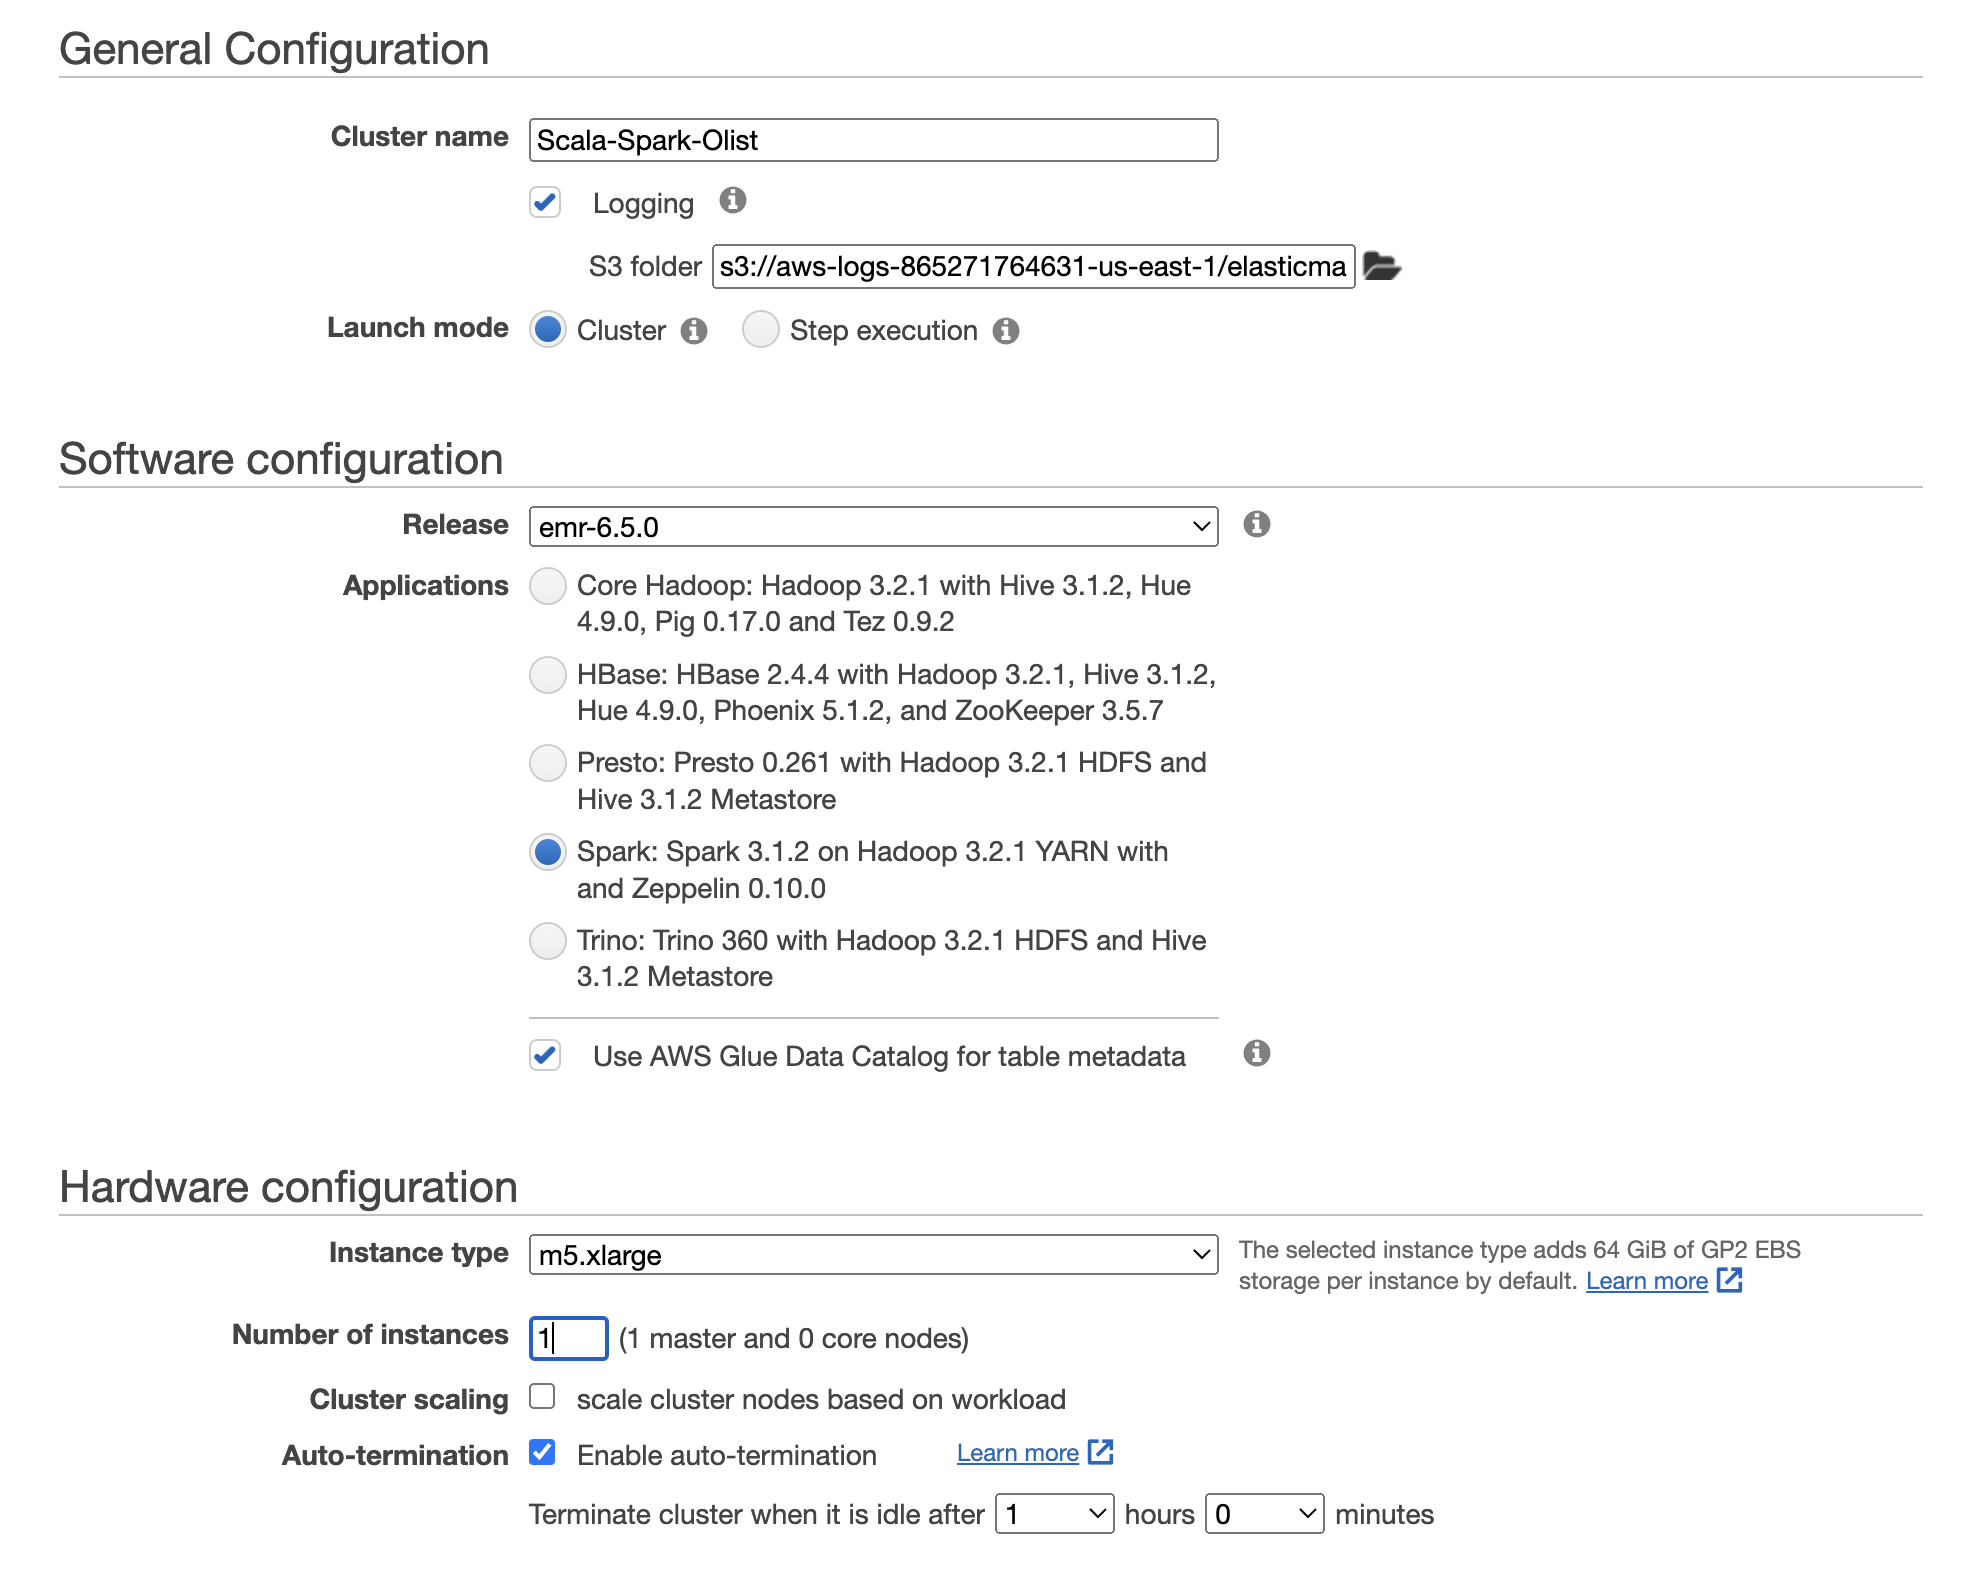 General Configuration
Cluster name Scala-Spark-Olist
Logging
S3 folder s3://aws-logs-865271764631-us-east-1/elasticma
Launch mode Cluster Step execution
Software configuration
Release emr-6.5.0
Applications Core Hadoop: Hadoop 3.2.1 with Hive 3.1.2, Hue
4.9.0, Pig 0.17.0 and Tez 0.9.2
HBase: HBase 2.4.4 with Hadoop 3.2.1, Hive 3.1.2,
Hue 4.9.0, Phoenix 5.1.2, and ZooKeeper 3.5.7
Presto: Presto 0.261 with Hadoop 3.2.1 HDFS and
Hive 3.1.2 Metastore
Spark: Spark 3.1.2 on Hadoop 3.2.1 YARN with
and Zeppelin 0.10.0
Trino: Trino 360 with Hadoop 3.2.1 HDFS and Hive
3.1.2 Metastore
Use AWS Glue Data Catalog for table metadata
Hardware configuration
Instance type m5.xlarge
The selected instance type adds 64 GiB of GP2 EBS
storage per instance by default. Learn more
Number of instances 1 (1 master and 0 core nodes)
Cluster scaling scale cluster nodes based on workload
Auto-termination Enable auto-termination Learn more
Terminate cluster when it is idle after 1 hours 0 minutes